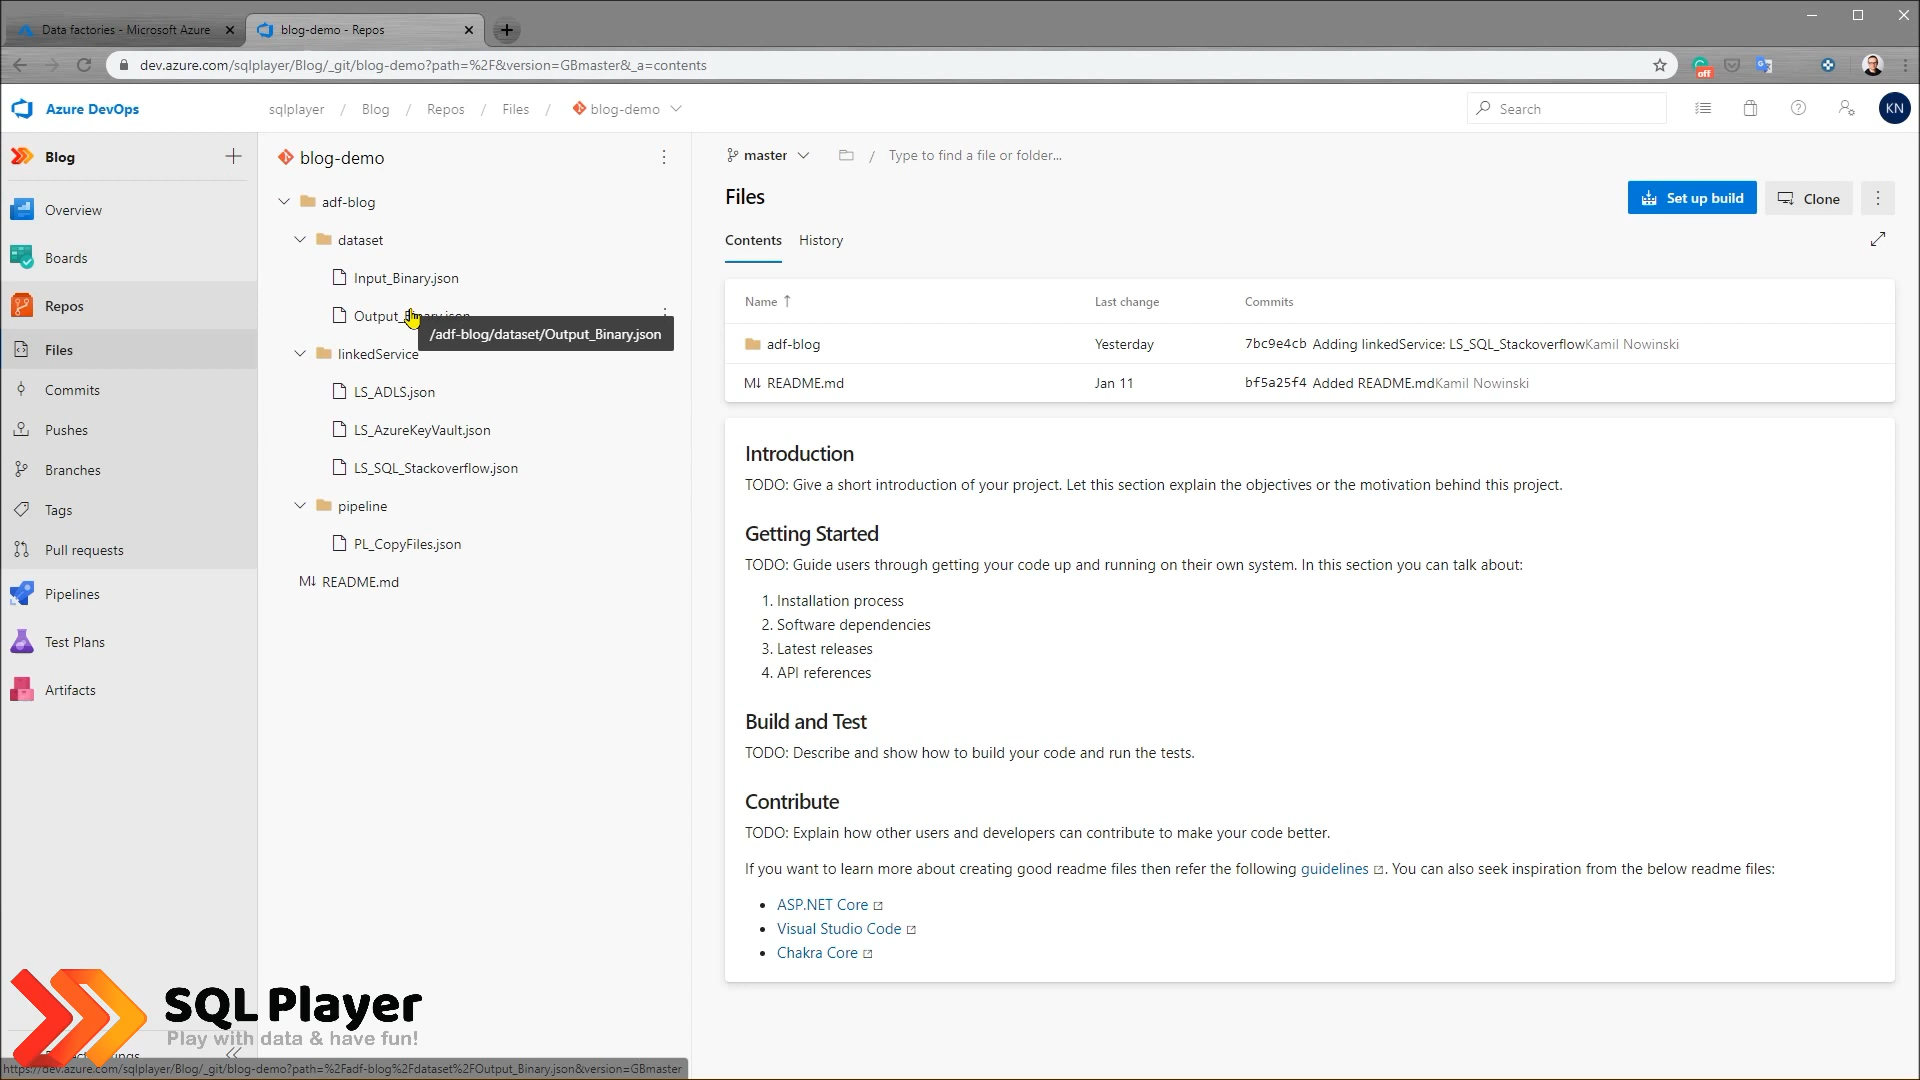 Data factories - Microsoft Azure
blog-demo - Repos
dev.azure.com/sqlplayer/Blog/_git/blog-demo?path=%2F&version=GBmaster&_a=contents
off
Azure DevOps
sqlplayer / Blog / Repos / Files / blog-demo
Search
KN
Blog
Overview
Boards
Repos
Files
Commits
Pushes
Branches
Tags
Pull requests
Pipelines
Test Plans
Artifacts
blog-demo
adf-blog
dataset
Input_Binary.json
Output_Binary.json
/adf-blog/dataset/Output_Binary.json
linkedService
LS_ADLS.json
LS_AzureKeyVault.json
LS_SQL_Stackoverflow.json
pipeline
PL_CopyFiles.json
M↓ README.md
master / Type to find a file or folder...
Files
Set up build
Clone
Contents History
Name ↑ Last change Commits
adf-blog Yesterday 7bc9e4cb Adding linkedService: LS_SQL_StackoverflowKamil Nowinski
M↓ README.md Jan 11 bf5a25f4 Added README.mdKamil Nowinski
Introduction
TODO: Give a short introduction of your project. Let this section explain the objectives or the motivation behind this project.
Getting Started
TODO: Guide users through getting your code up and running on their own system. In this section you can talk about:
1. Installation process
2. Software dependencies
3. Latest releases
4. API references
Build and Test
TODO: Describe and show how to build your code and run the tests.
Contribute
TODO: Explain how other users and developers can contribute to make your code better.
If you want to learn more about creating good readme files then refer the following guidelines. You can also seek inspiration from the below readme files:
• ASP.NET Core
• Visual Studio Code
• Chakra Core
SQL Player
Play with data & have fun!
https://dev.azure.com/sqlplayer/Blog/_git/blog-demo?path=%2Fadf-blog%2Fdataset%2FOutput_Binary.json&version=GBmaster